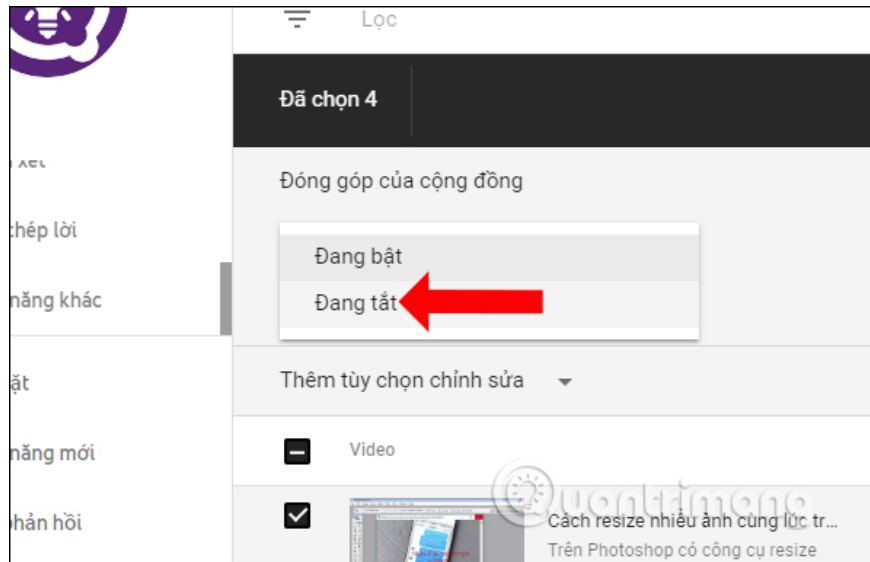 Lọc
Đã chọn 4
xét
chép lời
năng khác
ặt
năng mới
phản hồi
Đóng góp của cộng đồng
Đang bật
Đang tắt
Thêm tùy chọn chỉnh sửa
Video
Quantrimang
Cách resize nhiều ảnh cùng lúc tr...
Trên Photoshop có công cụ resize